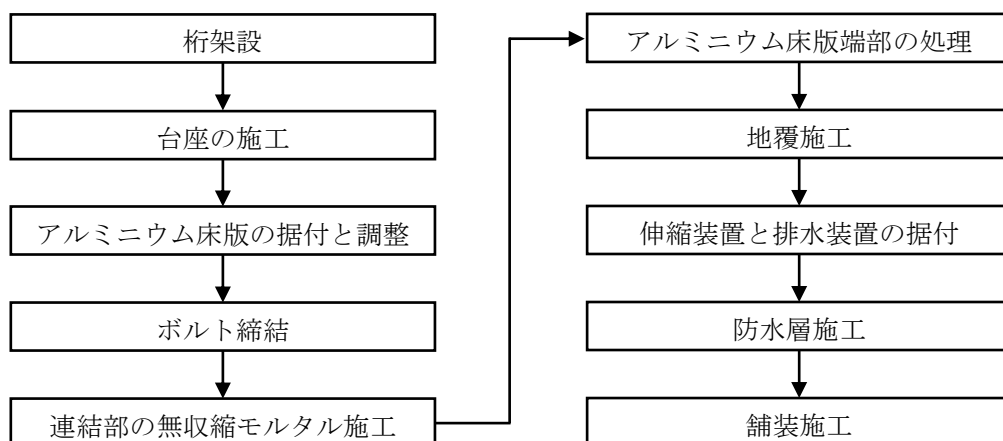 桁架設
台座の施工
アルミニウム床版の据付と調整
ボルト締結
連結部の無収縮モルタル施工
アルミニウム床版端部の処理
地覆施工
伸縮装置と排水装置の据付
防水層施工
舗装施工